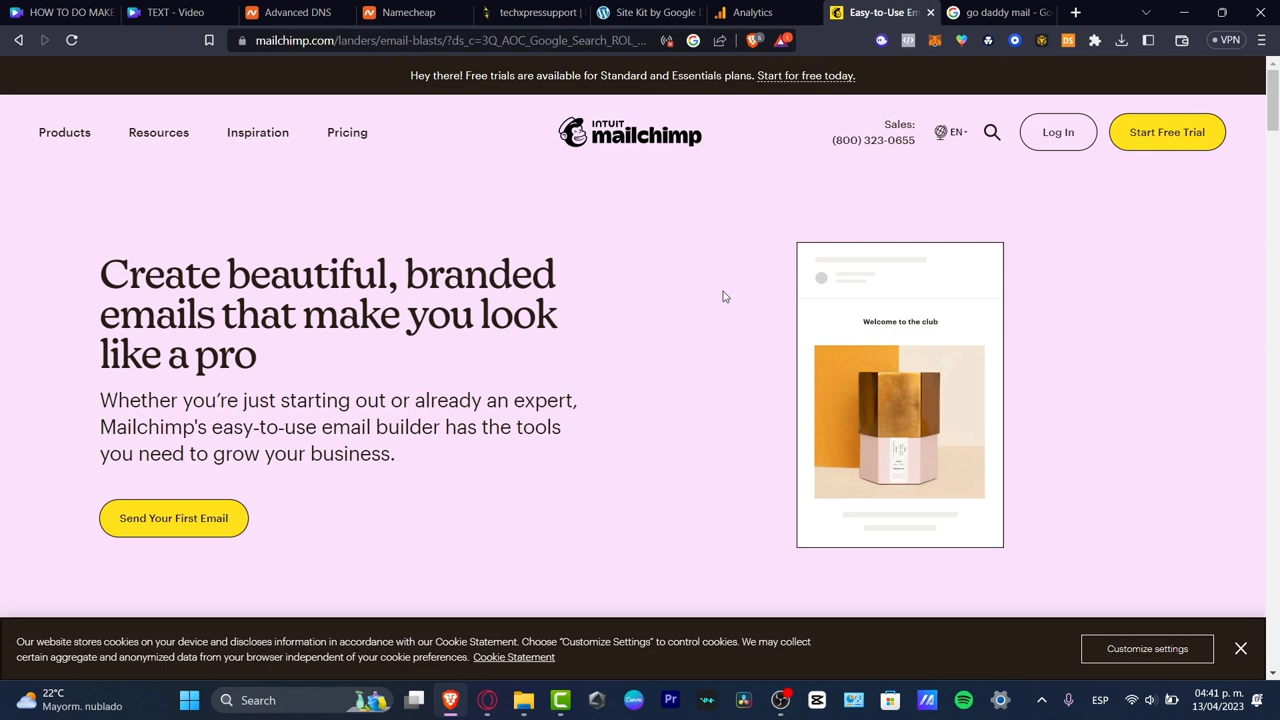 HOW TO DO MAKE
TEXT - Video
Advanced DNS
Namecheap
techxpressupport |
Site Kit by Google
Analytics
Easy-to-Use Em
go daddy mail - Go
mailchimp.com/landers/email-blasts/?ds_c=3Q_AOC_Google_Search_ROL_...
6
1
VPN
Hey there! Free trials are available for Standard and Essentials plans. Start for free today.
Products
Resources
Inspiration
Pricing
INTUIT
mailchimp
Sales:
(800) 323-0655
EN
Log In
Start Free Trial
Create beautiful, branded
emails that make you look
like a pro
Whether you’re just starting out or already an expert,
Mailchimp's easy-to-use email builder has the tools
you need to grow your business.
Send Your First Email
Welcome to the club
Our website stores cookies on your device and discloses information in accordance with our Cookie Statement. Choose “Customize Settings” to control cookies. We may collect
certain aggregate and anonymized data from your browser independent of your cookie preferences. Cookie Statement
Customize settings
22°C
Mayorm. nublado
Search
Pr
ESP
04:41 p. m.
13/04/2023